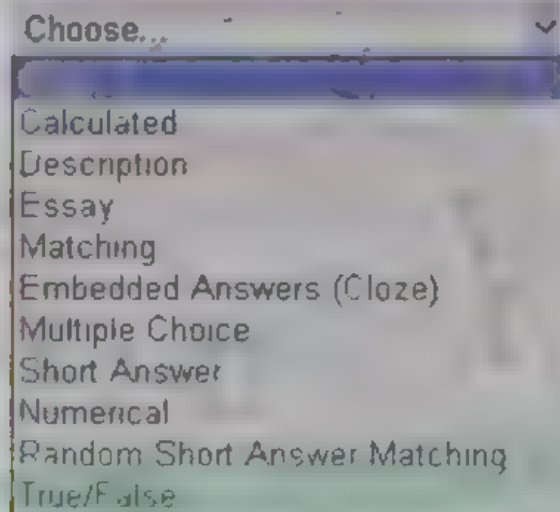 Choose...
Calculated
Description
Essay
Matching
Embedded Answers (Cloze)
Multiple Choice
Short Answer
Numerical
Random Short Answer Matching
True/False